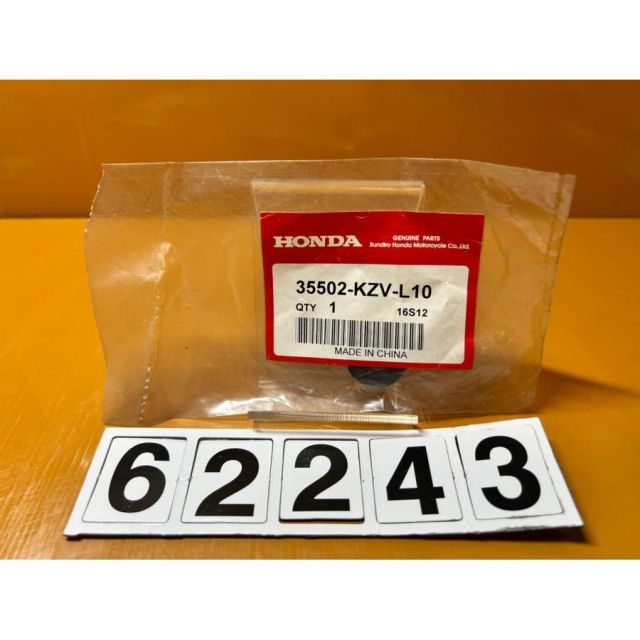 HONDA
GENUINE PARTS
Sundiro Honda Motorcycle Co.,Ltd.
35502-KZV-L10
QTY 1 16S12
MADE IN CHINA
62243